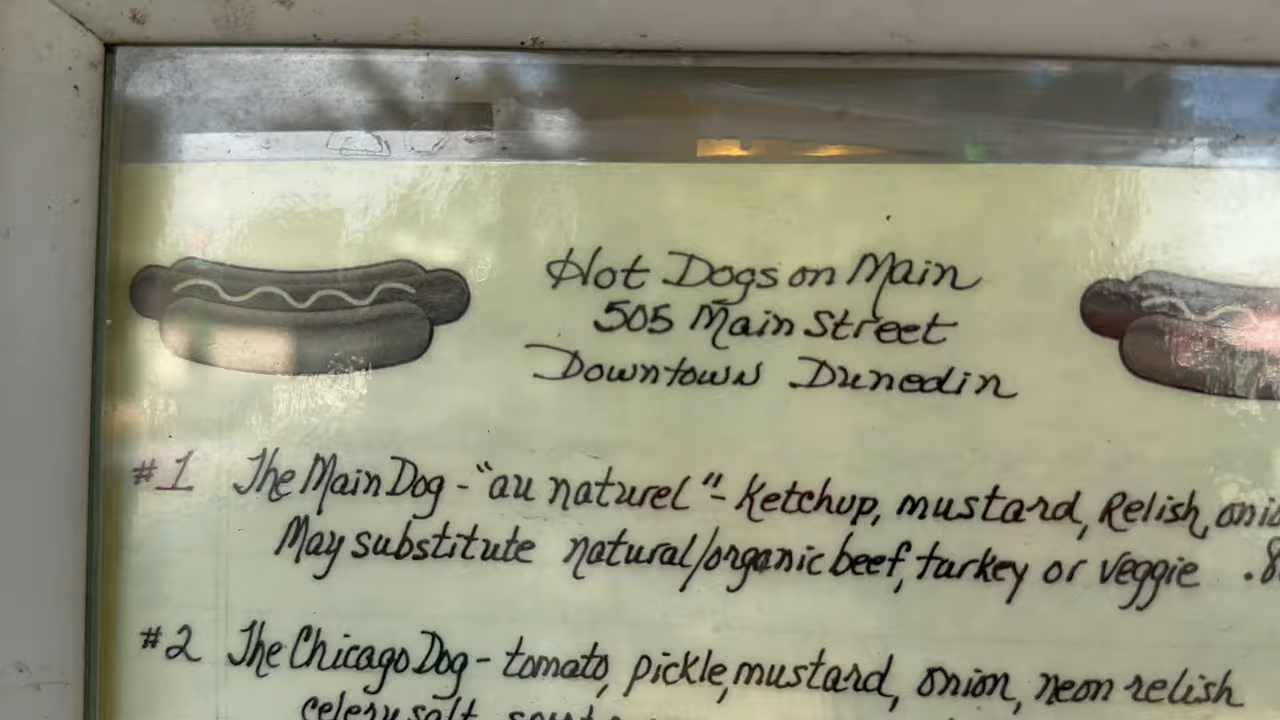 Hot Dogs on Main
505 Main Street
Downtown Dunedin
#1 The Main Dog - "au naturel" - Ketchup, mustard, Relish,
May substitute natural/organic beef, turkey or veggie
#2 The Chicago Dog - tomato, pickle, mustard, onion, neon relish
celery salt,